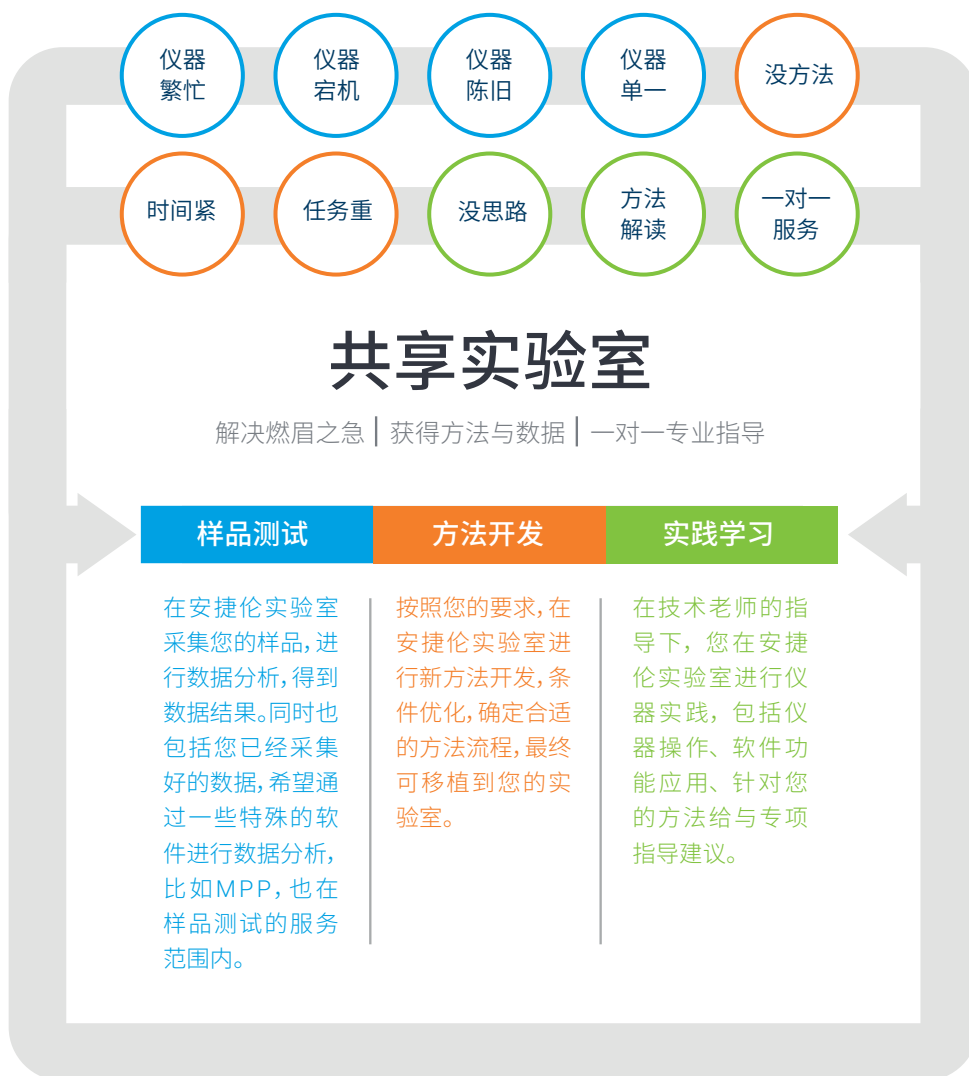 仪器
繁忙
仪器
宕机
仪器
陈旧
仪器
单一
没方法
时间紧
任务重
没思路
方法
解读
一对一
服务
共享实验室
解决燃眉之急 | 获得方法与数据 | 一对一专业指导
样品测试
在安捷伦实验室
采集您的样品，进
行数据分析，得到
数据结果。同时也
包括您已经采集
好的数据，希望通
过一些特殊的软
件进行数据分析，
比如MPP，也在
样品测试的服务
范围内。
方法开发
按照您的要求，在
安捷伦实验室进
行新方法开发，条
件优化，确定合适
的方法流程，最终
可移植到您的实
验室。
实践学习
在技术老师的指
导下，您在安捷
伦实验室进行仪
器实践，包括仪
器操作、软件功
能应用、针对您
的方法给与专项
指导建议。